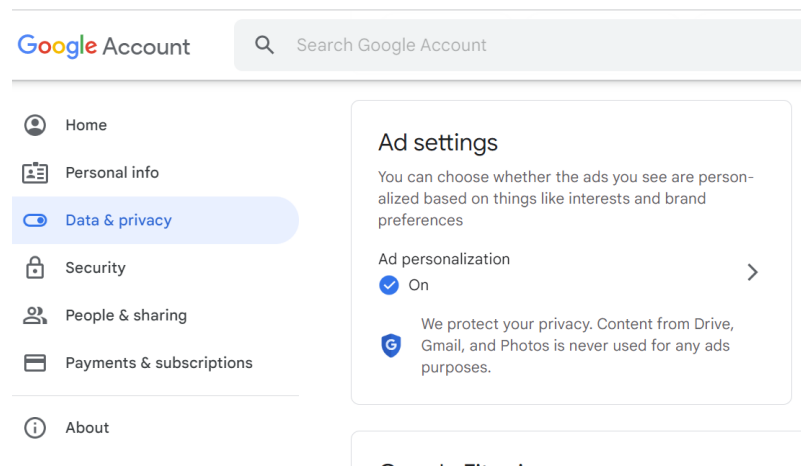 Google Account
Search Google Account
Home
Personal info
Data & privacy
Security
People & sharing
Payments & subscriptions
About
Ad settings
You can choose whether the ads you see are person-
alized based on things like interests and brand
preferences
Ad personalization
On
We protect your privacy. Content from Drive,
Gmail, and Photos is never used for any ads
purposes.